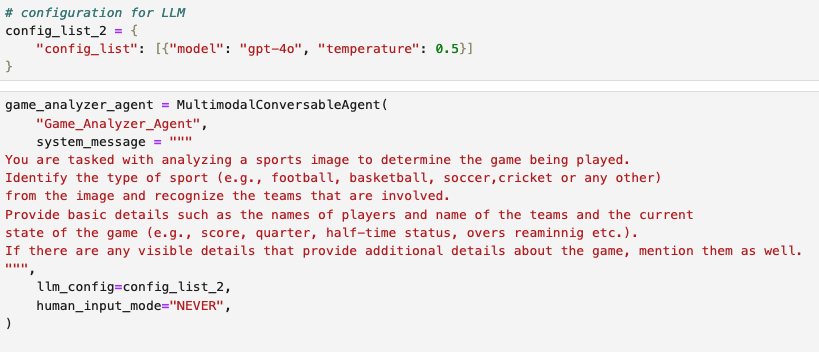 # configuration for LLM
config_list_2 = {
    "config_list": [{"model": "gpt-4o", "temperature": 0.5}]
}
game_analyzer_agent = MultimodalConversableAgent(
    "Game_Analyzer_Agent",
    system_message = """
You are tasked with analyzing a sports image to determine the game being played.
Identify the type of sport (e.g., football, basketball, soccer,cricket or any other)
from the image and recognize the teams that are involved.
Provide basic details such as the names of players and name of the teams and the current
state of the game (e.g., score, quarter, half-time status, overs reaminnig etc.).
If there are any visible details that provide additional details about the game, mention them as well.
""",
    llm_config=config_list_2,
    human_input_mode="NEVER",
)